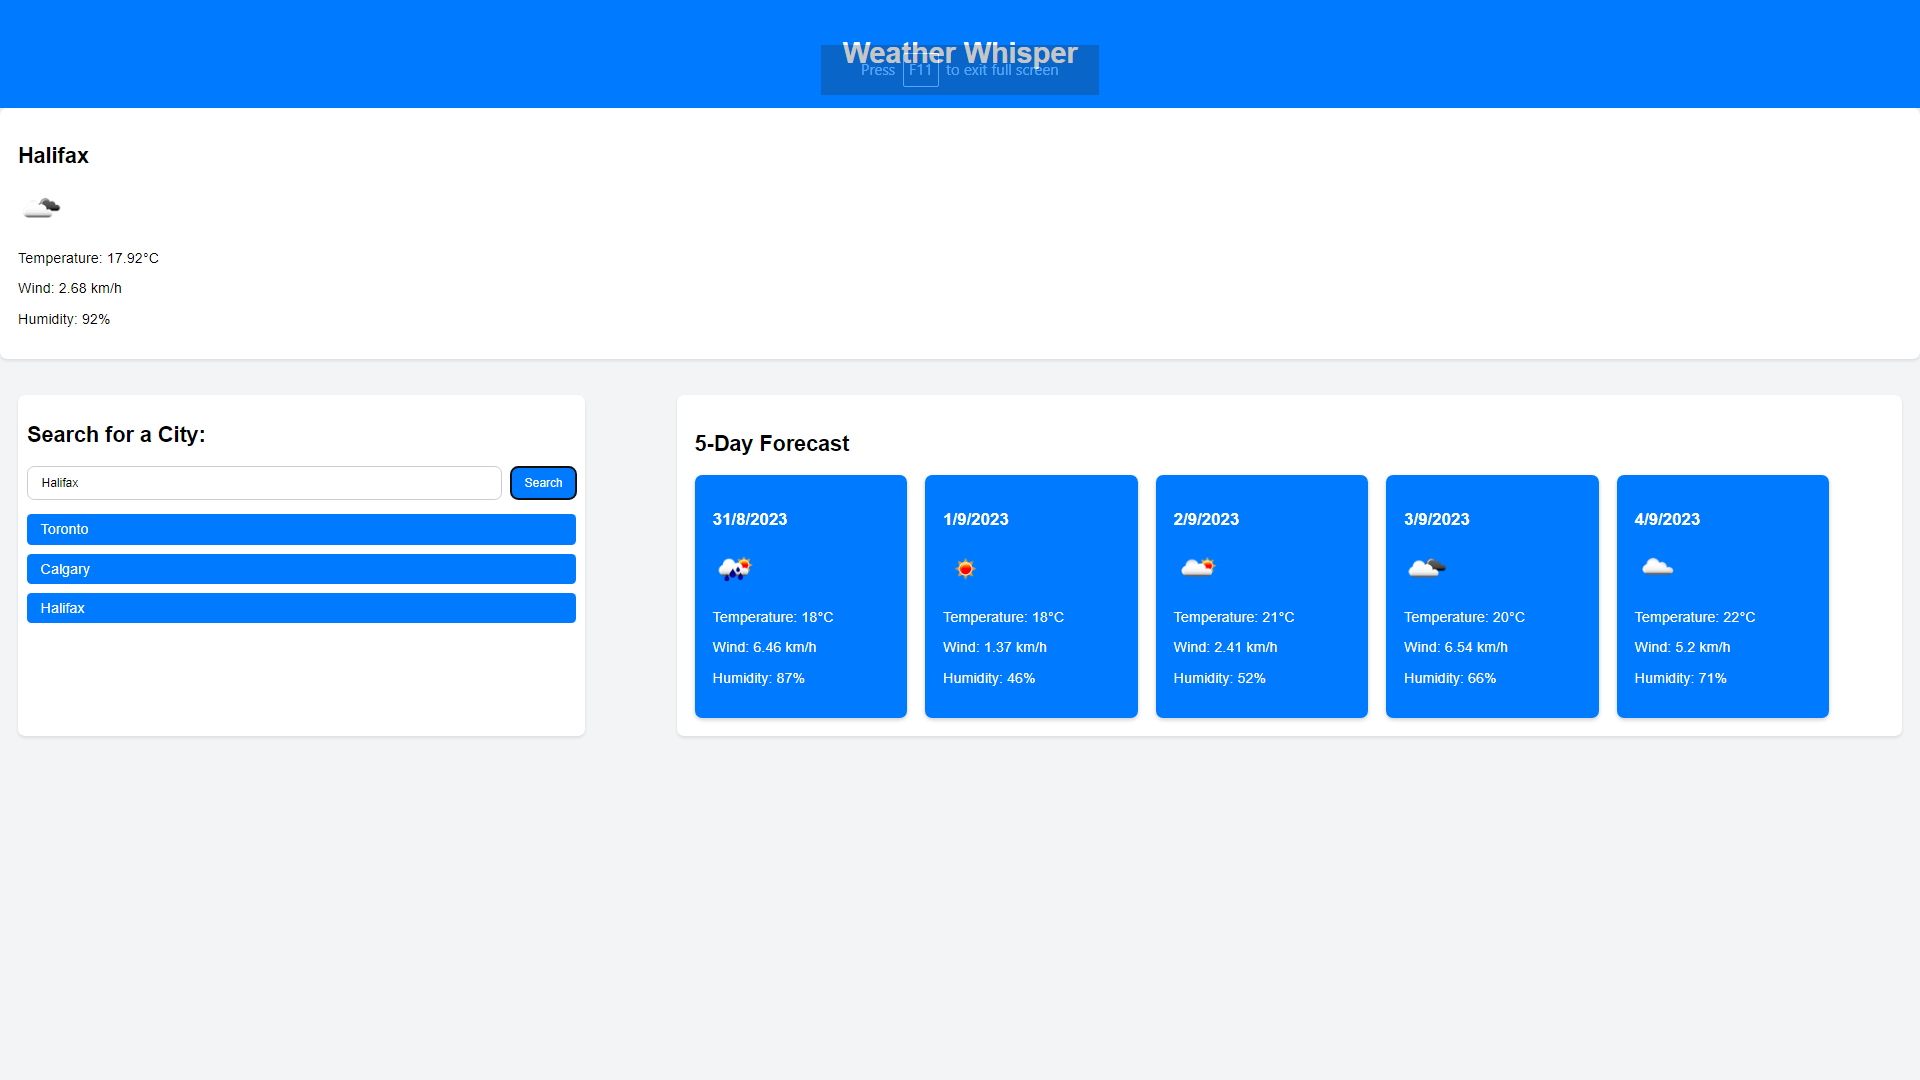 Weather Whisper
Press F11 to exit full screen
Halifax
Temperature: 17.92°C
Wind: 2.68 km/h
Humidity: 92%
Search for a City:
Halifax
Search
Toronto
Calgary
Halifax
5-Day Forecast
31/8/2023
Temperature: 18°C
Wind: 6.46 km/h
Humidity: 87%
1/9/2023
Temperature: 18°C
Wind: 1.37 km/h
Humidity: 46%
2/9/2023
Temperature: 21°C
Wind: 2.41 km/h
Humidity: 52%
3/9/2023
Temperature: 20°C
Wind: 6.54 km/h
Humidity: 66%
4/9/2023
Temperature: 22°C
Wind: 5.2 km/h
Humidity: 71%